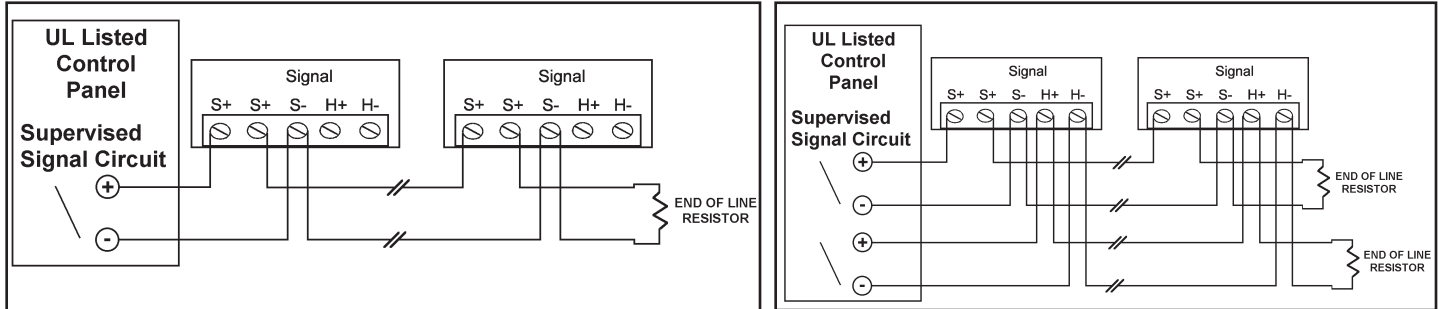 UL Listed
Control
Panel
Supervised
Signal Circuit
+
-
Signal
S+ S+ S- H+ H-
Signal
S+ S+ S- H+ H-
END OF LINE
RESISTOR
UL Listed
Control
Panel
Supervised
Signal Circuit
+
-
+
-
Signal
S+ S+ S- H+ H-
Signal
S+ S+ S- H+ H-
END OF LINE
RESISTOR
END OF LINE
RESISTOR